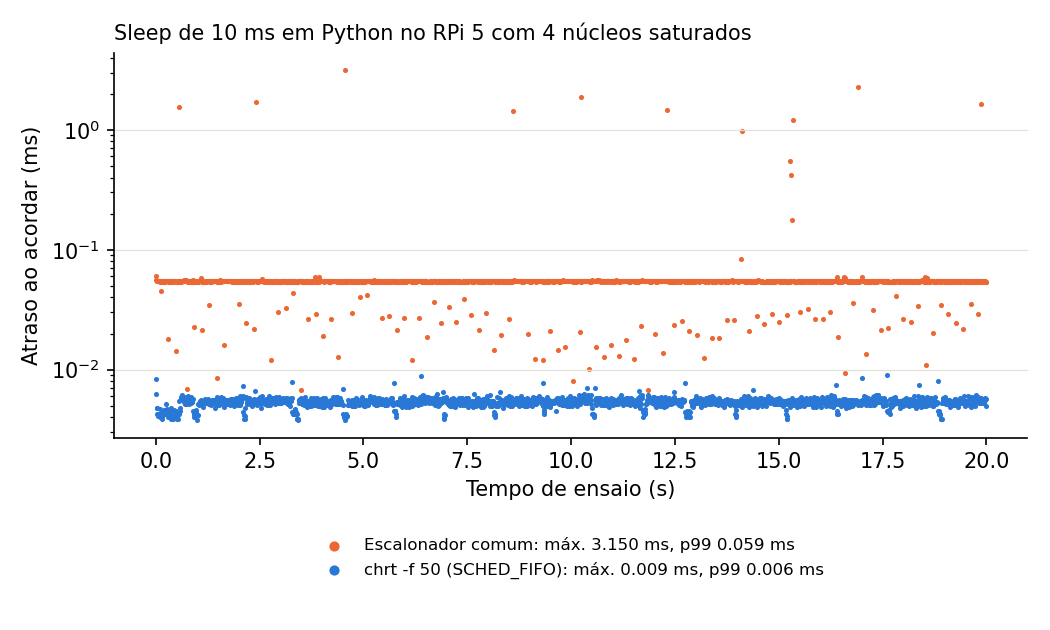 Sleep de 10 ms em Python no RPi 5 com 4 núcleos saturados
Atraso ao acordar (ms)
10⁰
10⁻¹
10⁻²
0.0 2.5 5.0 7.5 10.0 12.5 15.0 17.5 20.0
Tempo de ensaio (s)
Escalonador comum: máx. 3.150 ms, p99 0.059 ms
chrt -f 50 (SCHED_FIFO): máx. 0.009 ms, p99 0.006 ms